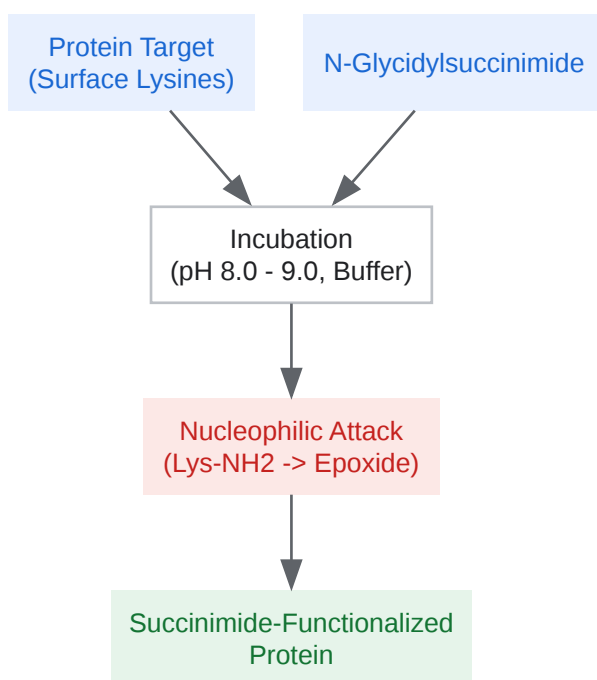 Protein Target
(Surface Lysines)
N-Glycidylsuccinimide
Incubation
(pH 8.0 - 9.0, Buffer)
Nucleophilic Attack
(Lys-NH2 -> Epoxide)
Succinimide-Functionalized
Protein